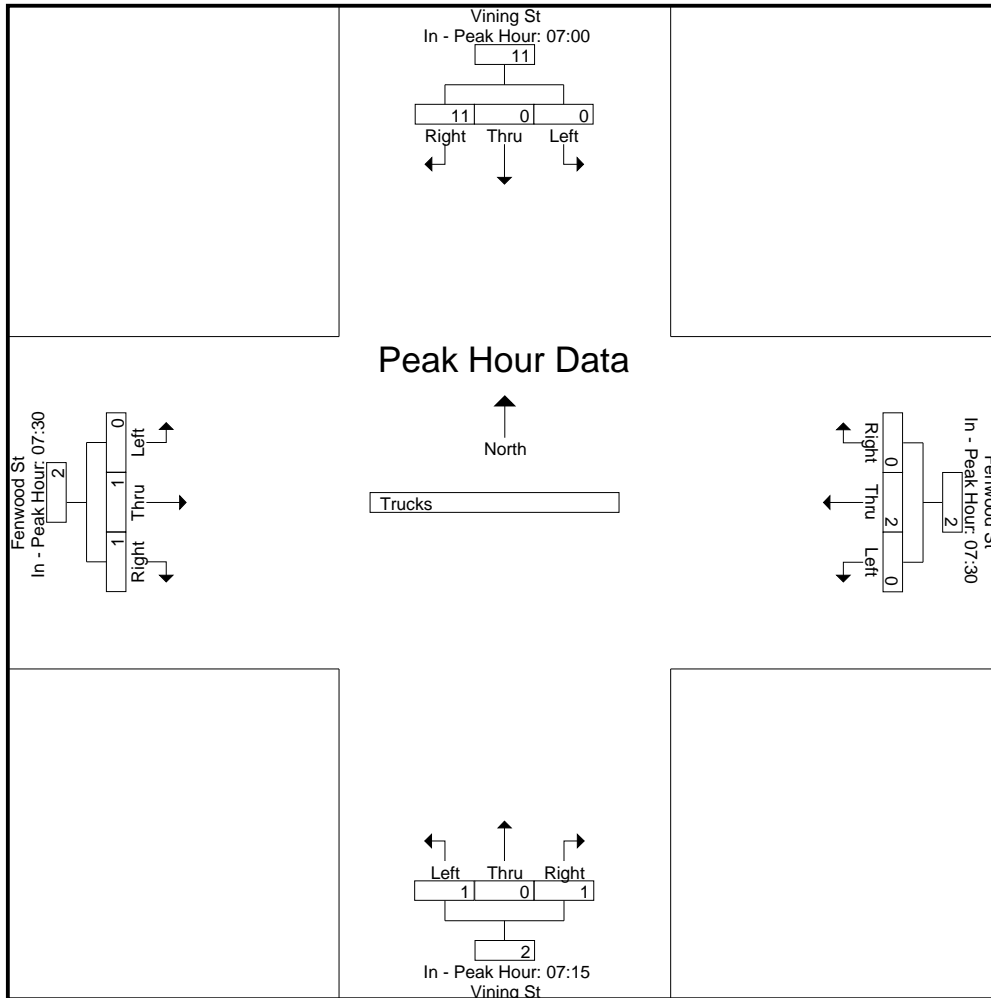 Vining St
In - Peak Hour: 07:00
11
11 0 0
Right Thru Left
Peak Hour Data
North
Trucks
Fenwood St
In - Peak Hour: 07:30
2
0 1 1
Left Thru Right
Fenwood St
In - Peak Hour: 07:30
2
0 2 0
Right Thru Left
Left Thru Right
1 0 1
2
In - Peak Hour: 07:15
Vining St